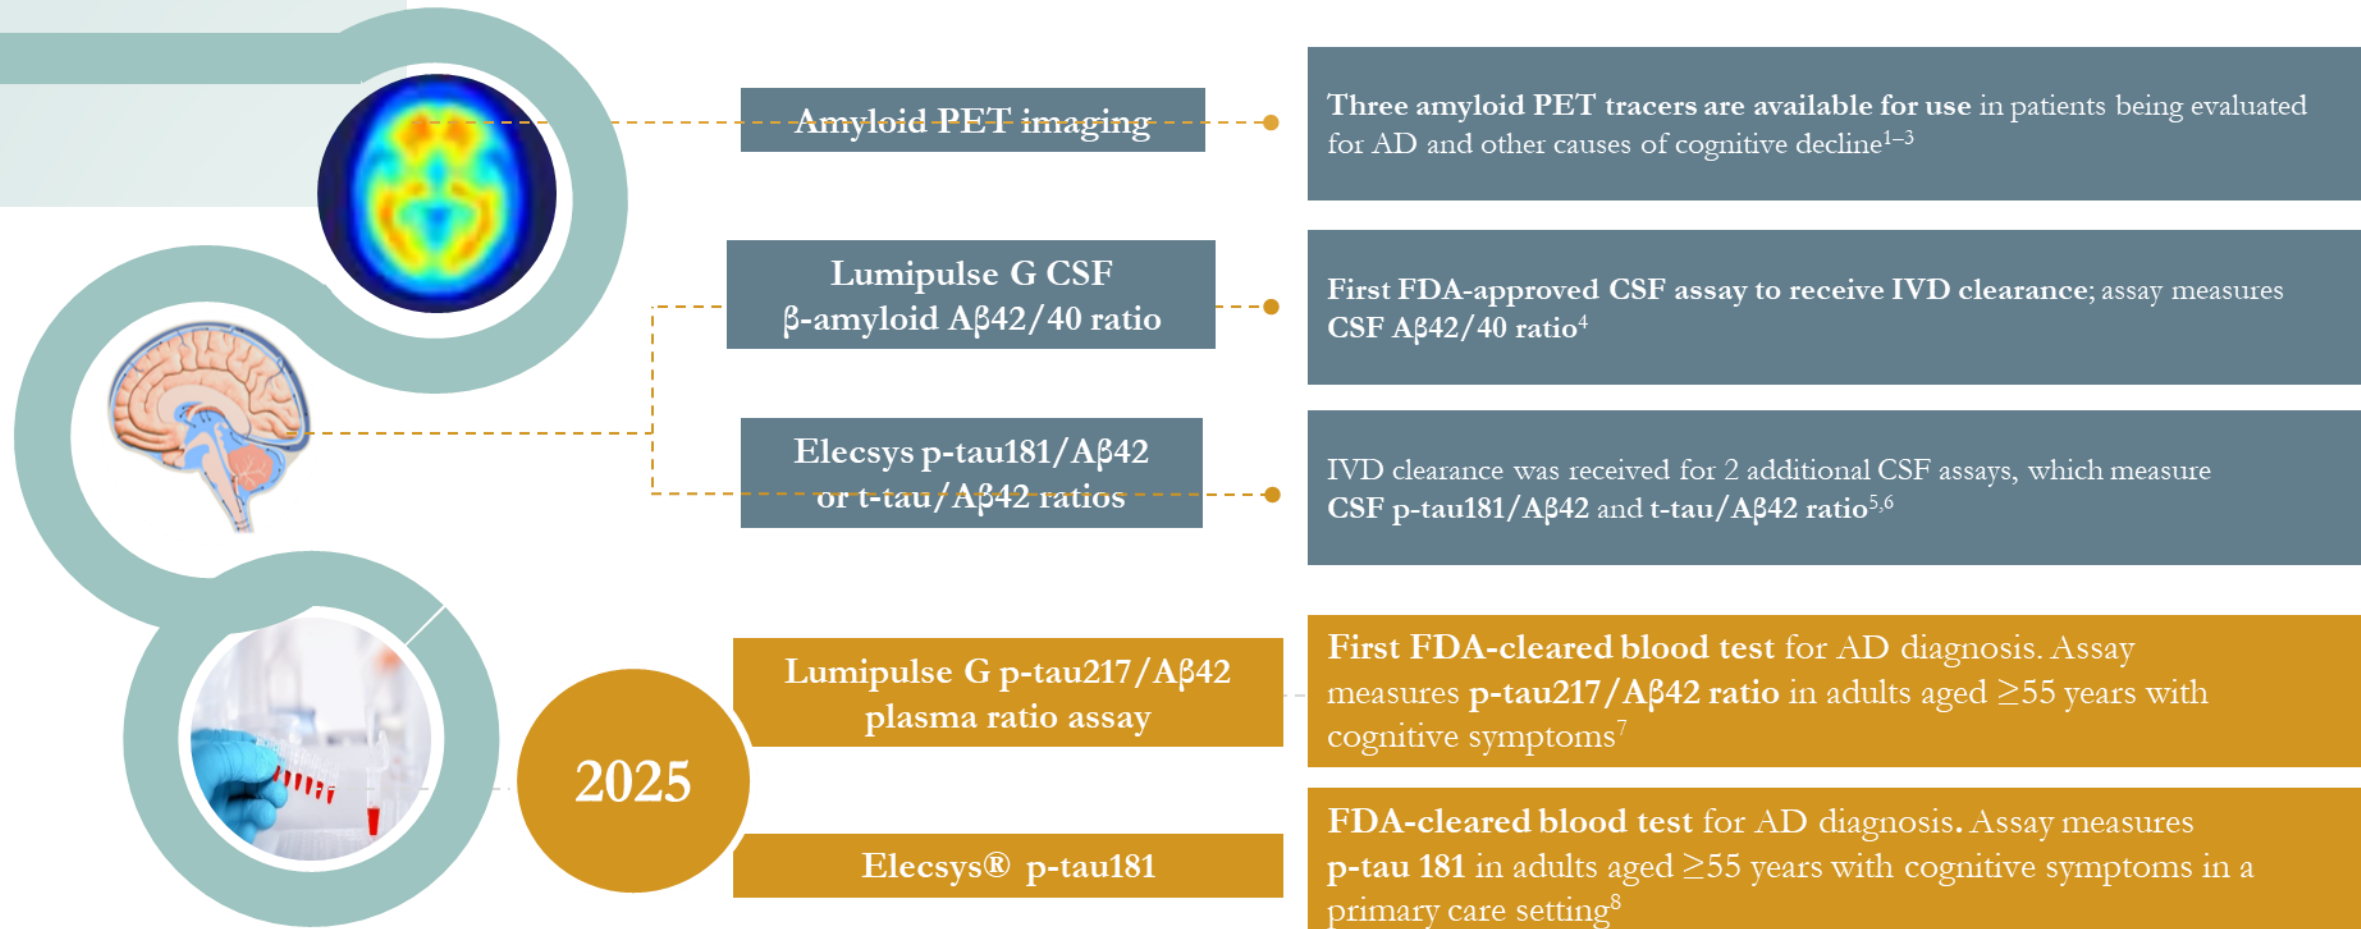 Amyloid PET imaging
Three amyloid PET tracers are available for use in patients being evaluated
for AD and other causes of cognitive decline¹⁻³
Lumipulse G CSF
β-amyloid Aβ42/40 ratio
First FDA-approved CSF assay to receive IVD clearance; assay measures
CSF Aβ42/40 ratio⁴
Elecsys p-tau181/Aβ42
or t-tau/Aβ42 ratios
IVD clearance was received for 2 additional CSF assays, which measure
CSF p-tau181/Aβ42 and t-tau/Aβ42 ratio⁵,⁶
2025
Lumipulse G p-tau217/Aβ42
plasma ratio assay
First FDA-cleared blood test for AD diagnosis. Assay
measures p-tau217/Aβ42 ratio in adults aged ≥55 years with
cognitive symptoms⁷
Elecsys® p-tau181
FDA-cleared blood test for AD diagnosis. Assay measures
p-tau 181 in adults aged ≥55 years with cognitive symptoms in a
primary care setting⁸